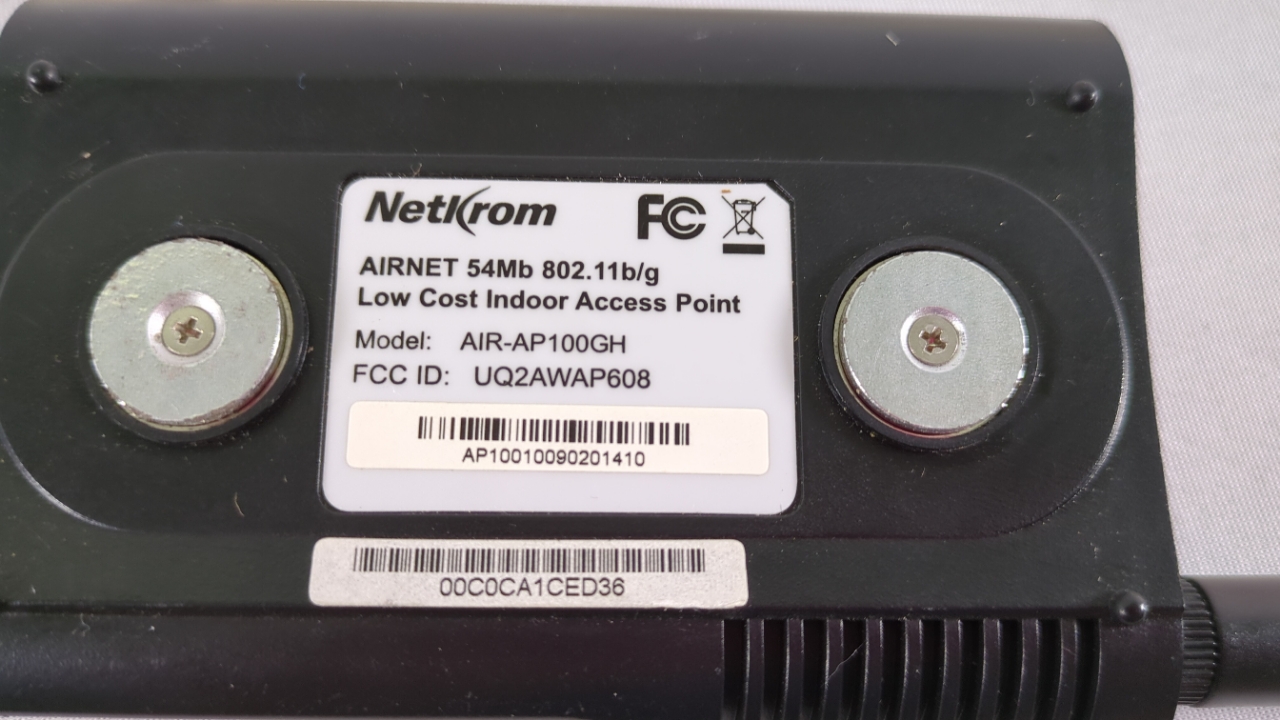 NetKrom
FC
AIRNET 54Mb 802.11b/g
Low Cost Indoor Access Point
Model: AIR-AP100GH
FCC ID: UQ2AWAP608
AP10010090201410
00C0CA1CED36